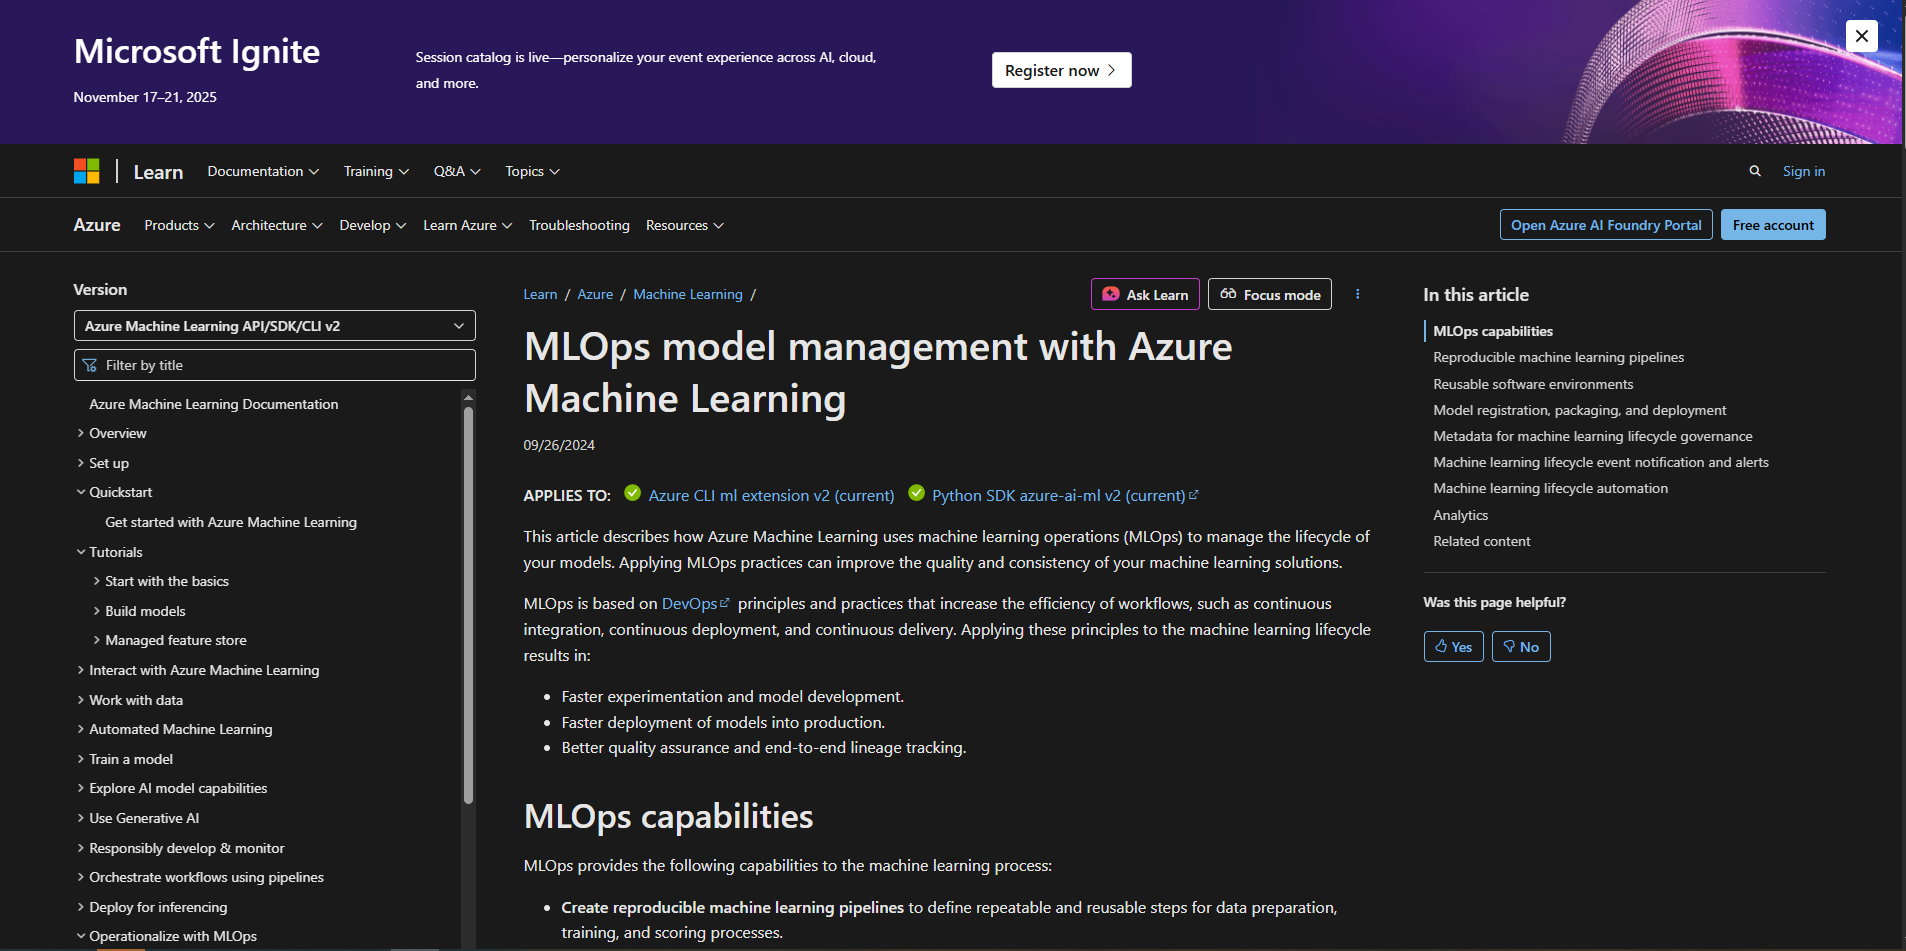 Microsoft Ignite
November 17–21, 2025
Session catalog is live—personalize your event experience across AI, cloud,
and more.
Register now
Learn
Documentation
Training
Q&A
Topics
Sign in
Azure
Products
Architecture
Develop
Learn Azure
Troubleshooting
Resources
Open Azure AI Foundry Portal
Free account
Version
Azure Machine Learning API/SDK/CLI v2
Filter by title
Azure Machine Learning Documentation
Overview
Set up
Quickstart
Get started with Azure Machine Learning
Tutorials
Start with the basics
Build models
Managed feature store
Interact with Azure Machine Learning
Work with data
Automated Machine Learning
Train a model
Explore AI model capabilities
Use Generative AI
Responsibly develop & monitor
Orchestrate workflows using pipelines
Deploy for inferencing
Operationalize with MLOps
Learn / Azure / Machine Learning /
Ask Learn
Focus mode
MLOps model management with Azure
Machine Learning
09/26/2024
APPLIES TO: Azure CLI ml extension v2 (current) Python SDK azure-ai-ml v2 (current)
This article describes how Azure Machine Learning uses machine learning operations (MLOps) to manage the lifecycle of
your models. Applying MLOps practices can improve the quality and consistency of your machine learning solutions.
MLOps is based on DevOps principles and practices that increase the efficiency of workflows, such as continuous
integration, continuous deployment, and continuous delivery. Applying these principles to the machine learning lifecycle
results in:
• Faster experimentation and model development.
• Faster deployment of models into production.
• Better quality assurance and end-to-end lineage tracking.
MLOps capabilities
MLOps provides the following capabilities to the machine learning process:
• Create reproducible machine learning pipelines to define repeatable and reusable steps for data preparation,
training, and scoring processes.
In this article
MLOps capabilities
Reproducible machine learning pipelines
Reusable software environments
Model registration, packaging, and deployment
Metadata for machine learning lifecycle governance
Machine learning lifecycle event notification and alerts
Machine learning lifecycle automation
Analytics
Related content
Was this page helpful?
Yes
No